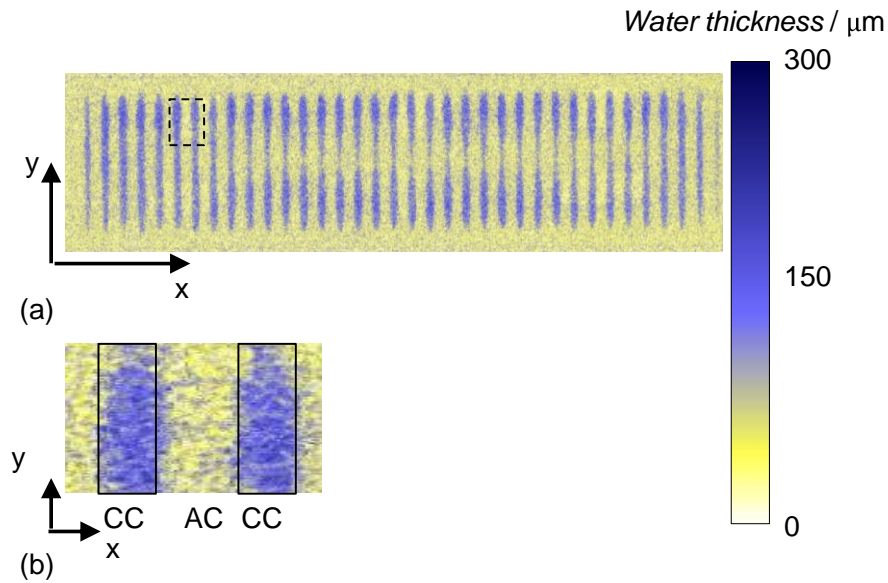 Water thickness / μm
300
150
0
y
x
(a)
y
CC AC CC
x
(b)